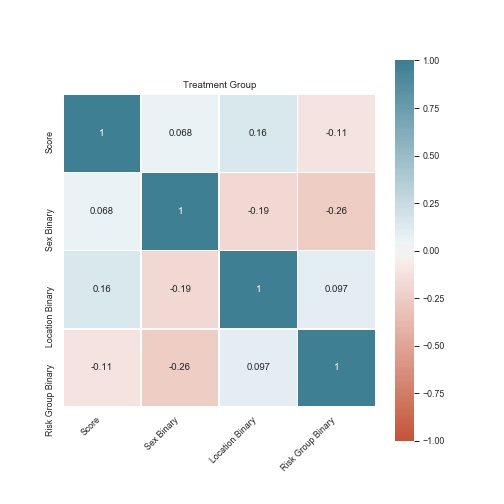 Treatment Group
Score
1
0.068
0.16
-0.11
Sex Binary
0.068
1
-0.19
-0.26
Location Binary
0.16
-0.19
1
0.097
Risk Group Binary
-0.11
-0.26
0.097
1
Score
Sex Binary
Location Binary
Risk Group Binary
1.00
0.75
0.50
0.25
0.00
−0.25
−0.50
−0.75
−1.00